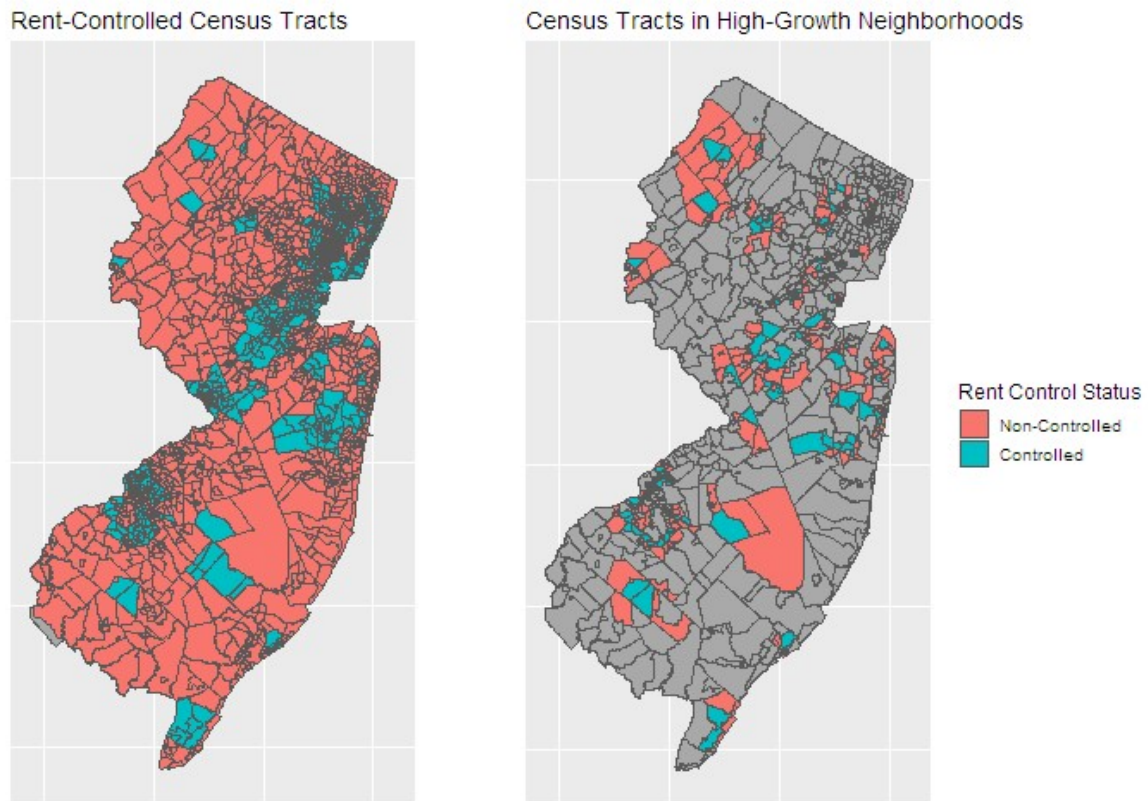 Rent-Controlled Census Tracts
Census Tracts in High-Growth Neighborhoods
Rent Control Status
Non-Controlled
Controlled